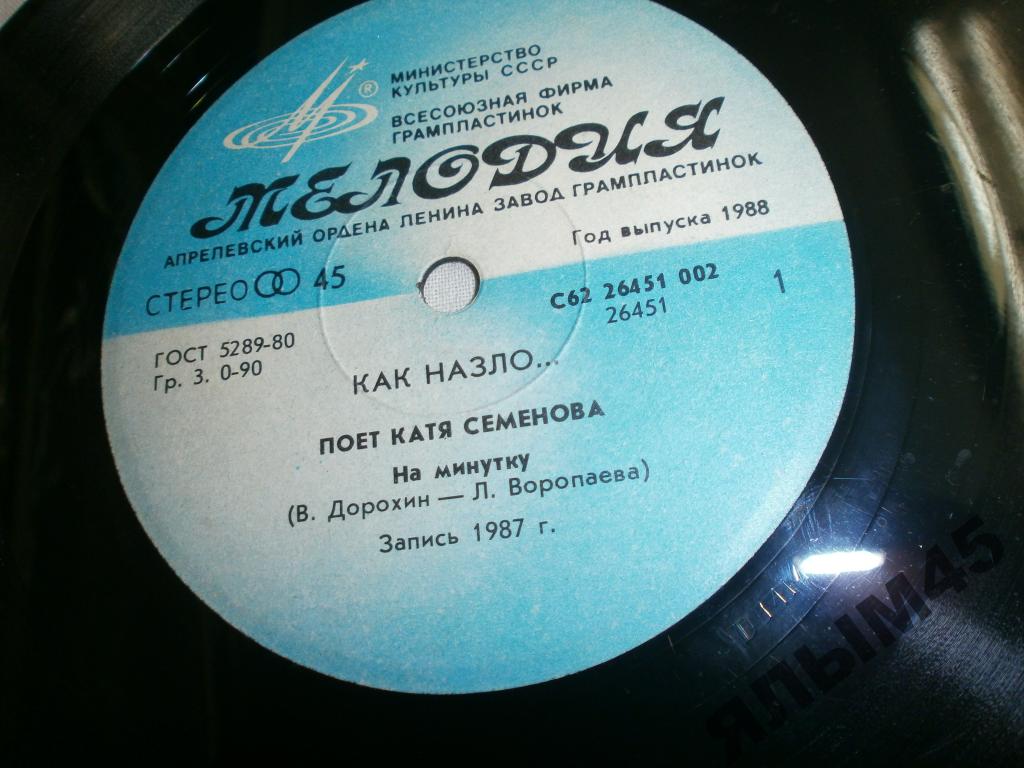 ®
МИНИСТЕРСТВО
КУЛЬТУРЫ СССР
ВСЕСОЮЗНАЯ ФИРМА
ГРАМПЛАСТИНОК
МЕЛОДИЯ
АПРЕЛЕВСКИЙ ОРДЕНА ЛЕНИНА ЗАВОД ГРАМПЛАСТИНОК
Год выпуска 1988
СТЕРЕО 45
С62 26451 002
26451
1
ГОСТ 5289-80
Гр. 3. 0-90
КАК НАЗЛО...
ПОЕТ КАТЯ СЕМЕНОВА
На минутку
(В. Дорохин — Л. Воропаева)
Запись 1987 г.
ЯЛЫМ45